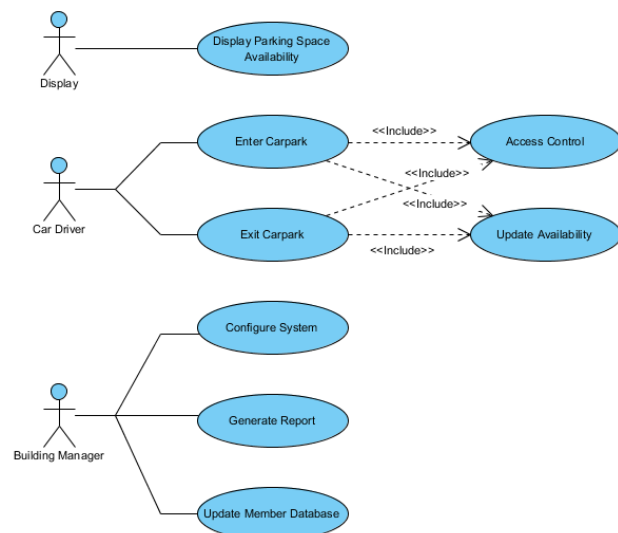 Display Parking Space
Availability
Display
Enter Carpark
<<Include>>
Access Control
<<Include>>
Car Driver
<<Include>>
Exit Carpark
<<Include>>
Update Availability
Configure System
Generate Report
Building Manager
Update Member Database